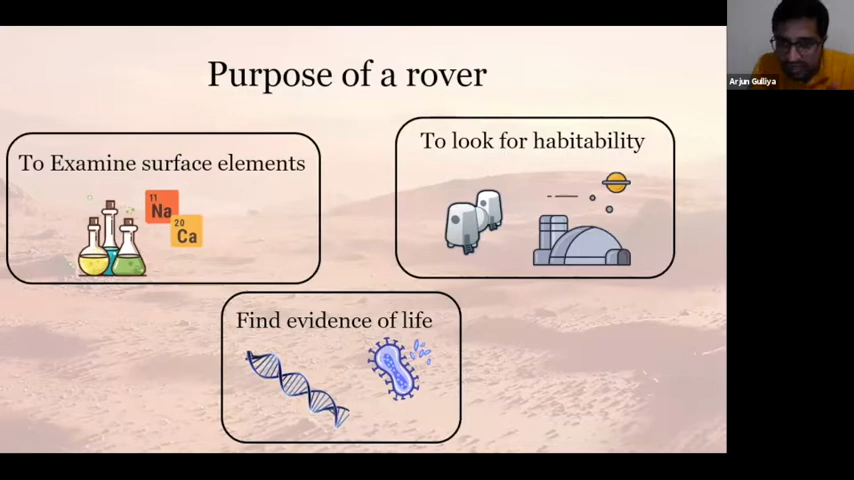 Purpose of a rover
Arjun Gulliya
To Examine surface elements
11
Na
20
Ca
To look for habitability
Find evidence of life